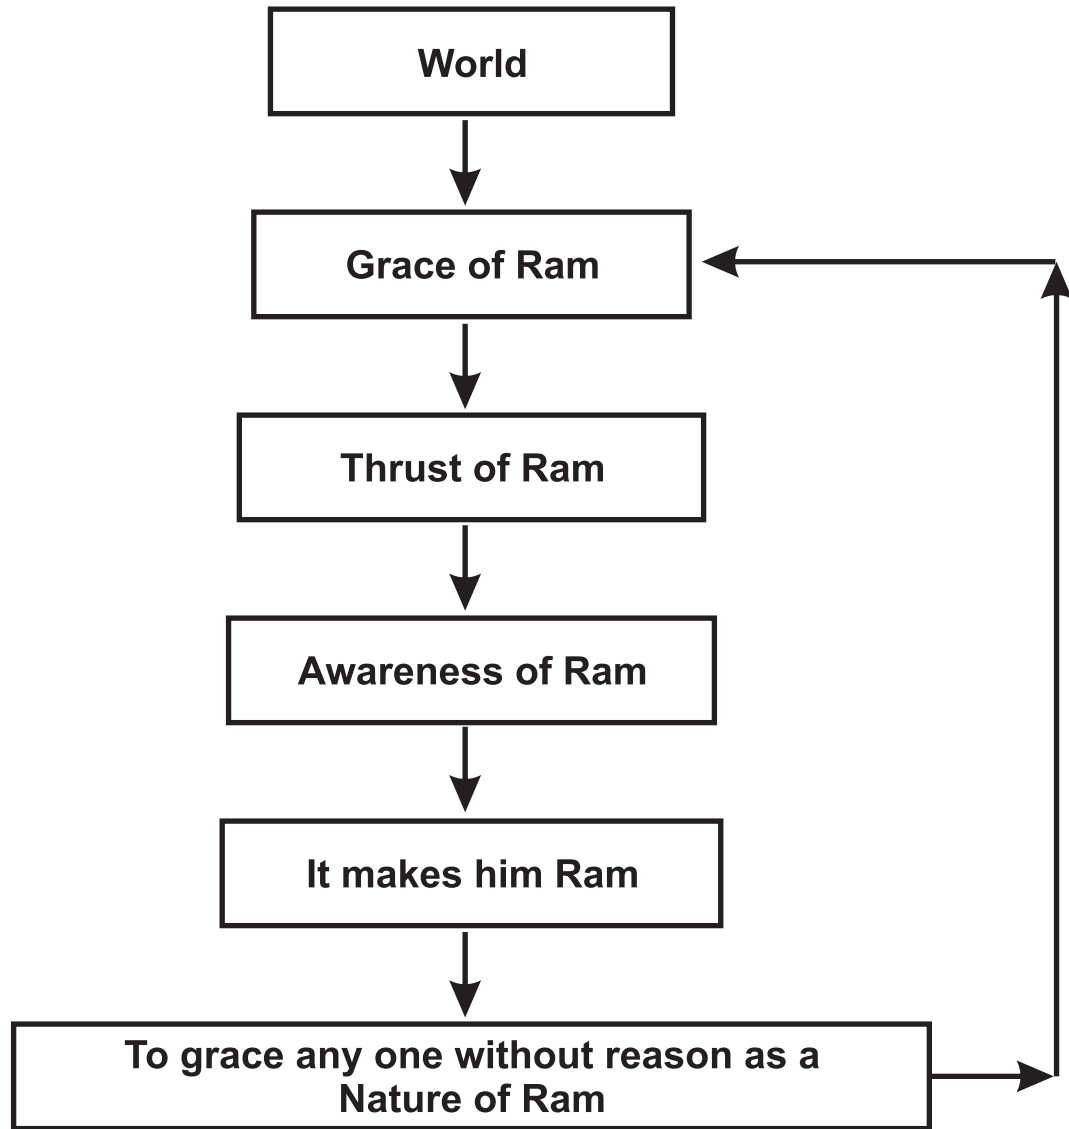 World
Grace of Ram
Thrust of Ram
Awareness of Ram
It makes him Ram
To grace any one without reason as a
Nature of Ram